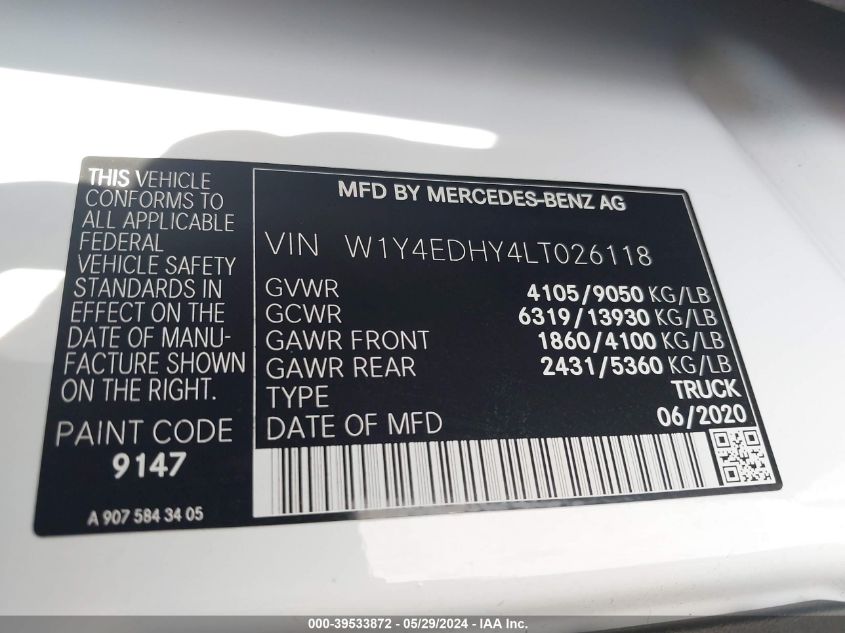 THIS VEHICLE
CONFORMS TO
ALL APPLICABLE
FEDERAL
VEHICLE SAFETY
STANDARDS IN
EFFECT ON THE
DATE OF MANU-
FACTURE SHOWN
ON THE RIGHT.
PAINT CODE
9147
A 907 584 34 05
MFD BY MERCEDES-BENZ AG
VIN W1Y4EDHY4LT026118
GVWR 4105/9050 KG/LB
GCWR 6319/13930 KG/LB
GAWR FRONT 1860/4100 KG/LB
GAWR REAR 2431/5360 KG/LB
TYPE TRUCK
DATE OF MFD 06/2020
000-39533872 - 05/29/2024 - IAA Inc.